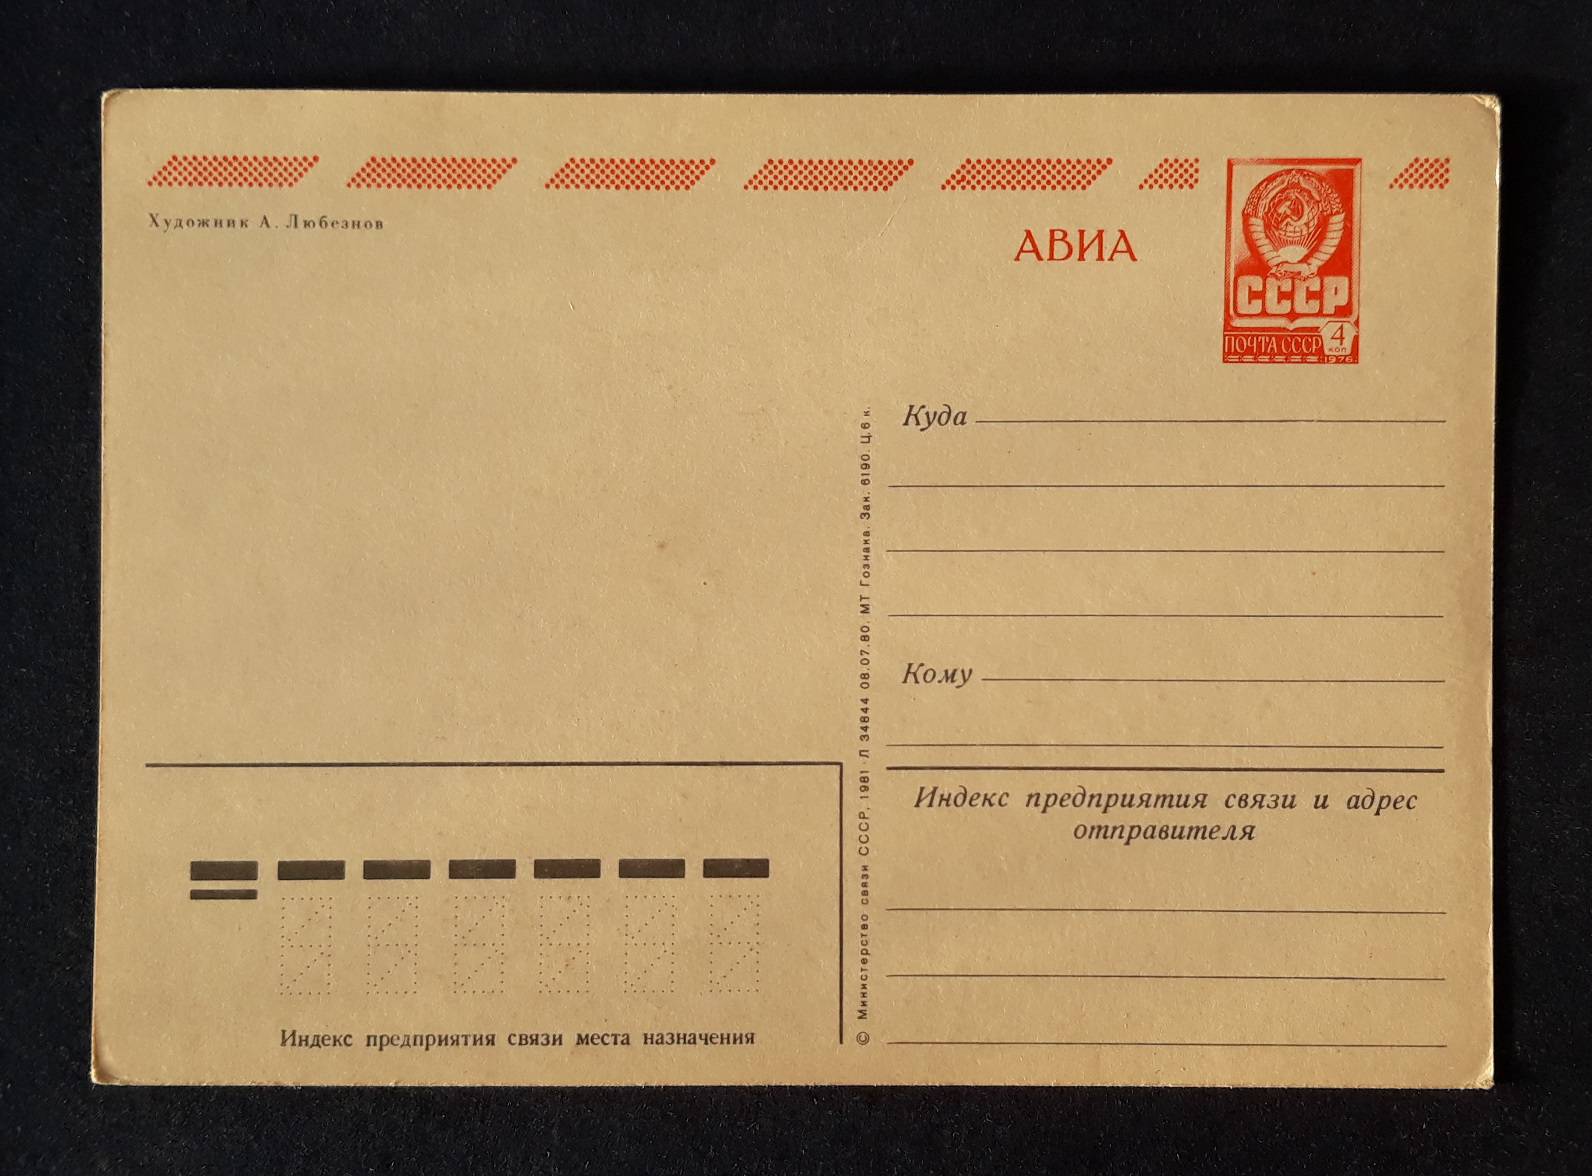 Художник А. Любезнов
АВИА
СССР
ПОЧТА СССР 4
КОП
1976
Куда
Кому
Индекс предприятия связи и адрес
отправителя
© Министерство связи СССР, 1981 · Л 34844 08.07.80. МТ Гознака. Зак. 6190. Ц. 6 к.
Индекс предприятия связи места назначения